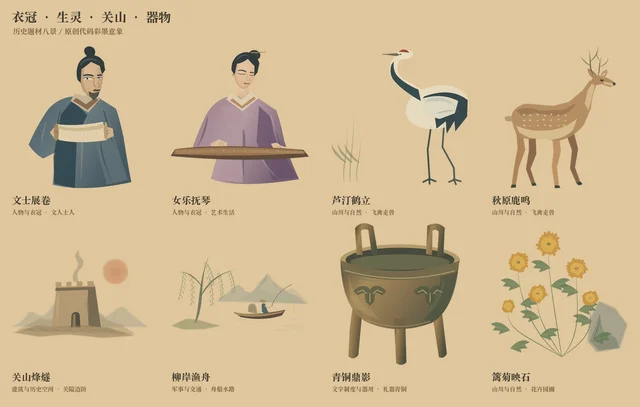 衣冠 · 生灵 · 关山 · 器物
历史题材八景 / 原创代码彩墨意象
文士展卷
人物与衣冠 · 文人士人
女乐抚琴
人物与衣冠 · 艺术生活
芦汀鹤立
山川与自然 · 飞禽走兽
秋原鹿鸣
山川与自然 · 飞禽走兽
关山烽燧
建筑与历史空间 · 关隘边防
柳岸渔舟
军事与交通 · 舟船水路
青铜鼎影
文字制度与器用 · 礼器青铜
篱菊映石
山川与自然 · 花卉园圃